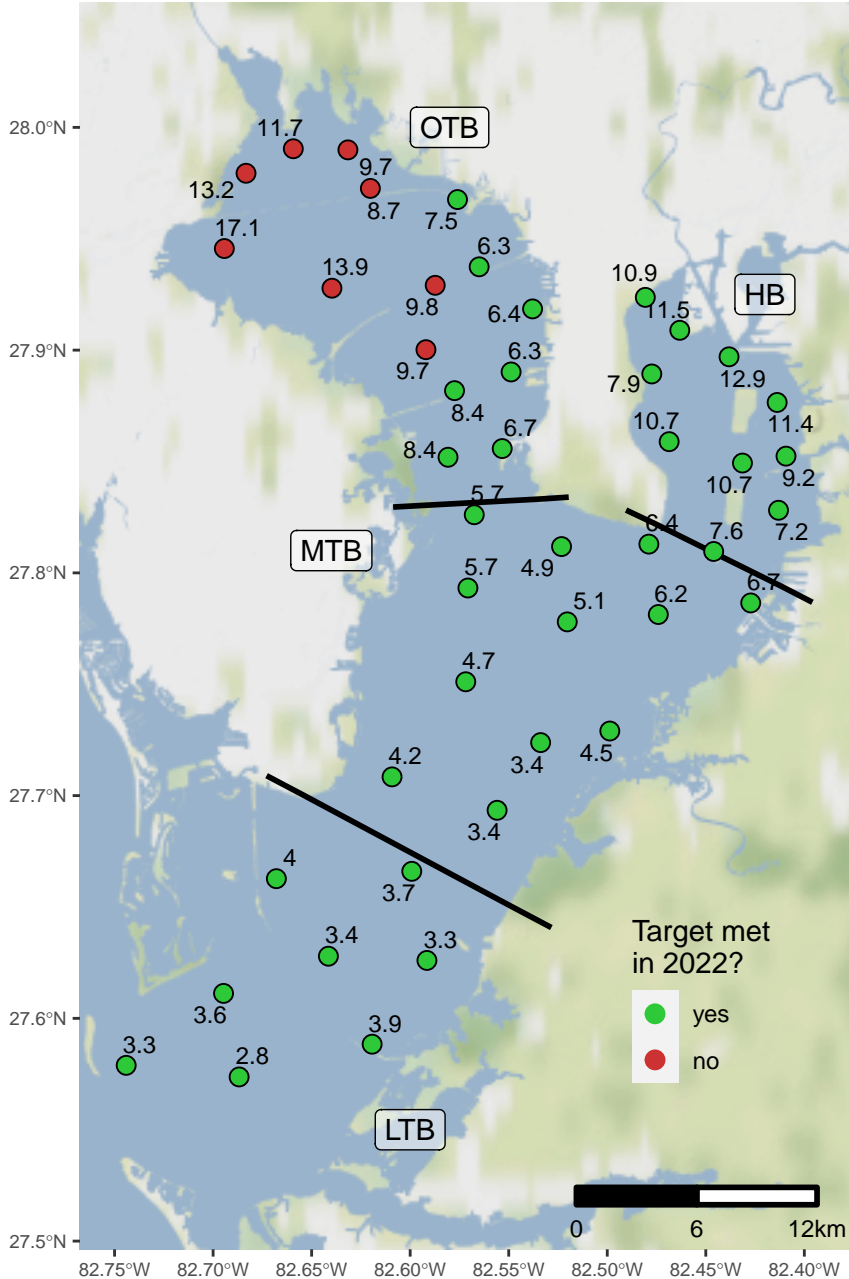 28.0°N
11.7
OTB
9.7
13.2
8.7
7.5
17.1
6.3
13.9
10.9
HB
9.8
6.4
11.5
27.9°N
6.3
9.7
7.9
12.9
8.4
11.4
10.7
6.7
8.4
9.2
10.7
5.7
7.2
6.4
7.6
MTB
4.9
27.8°N
5.7
6.7
6.2
5.1
4.7
4.2
3.4
4.5
27.7°N
3.4
4
3.7
3.4
3.3
Target met
in 2022?
3.6
yes
27.6°N
3.9
3.3
2.8
no
LTB
0
6
12km
27.5°N
82.75°W
82.70°W
82.65°W
82.60°W
82.55°W
82.50°W
82.45°W
82.40°W